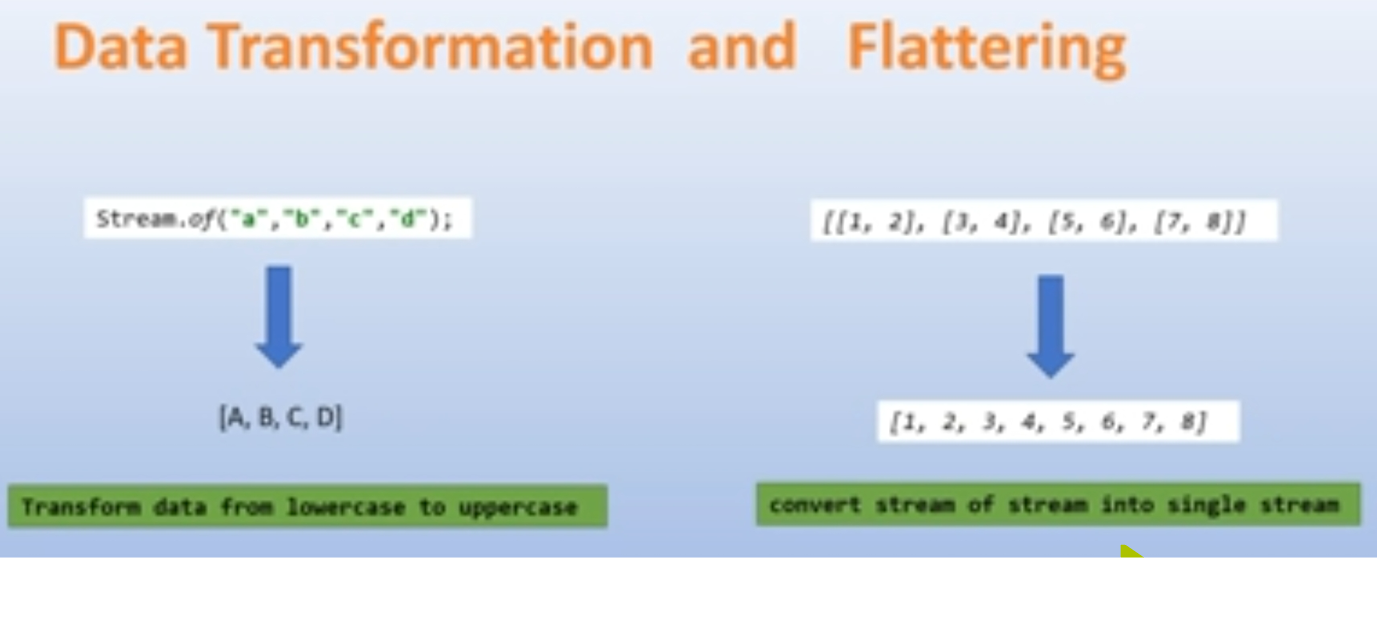 Data Transformation and Flattering
Stream.of("a","b","c","d");
[[1, 2], [3, 4], [5, 6], [7, 8]]
[A, B, C, D]
[1, 2, 3, 4, 5, 6, 7, 8]
Transform data from lowercase to uppercase
convert stream of stream into single stream